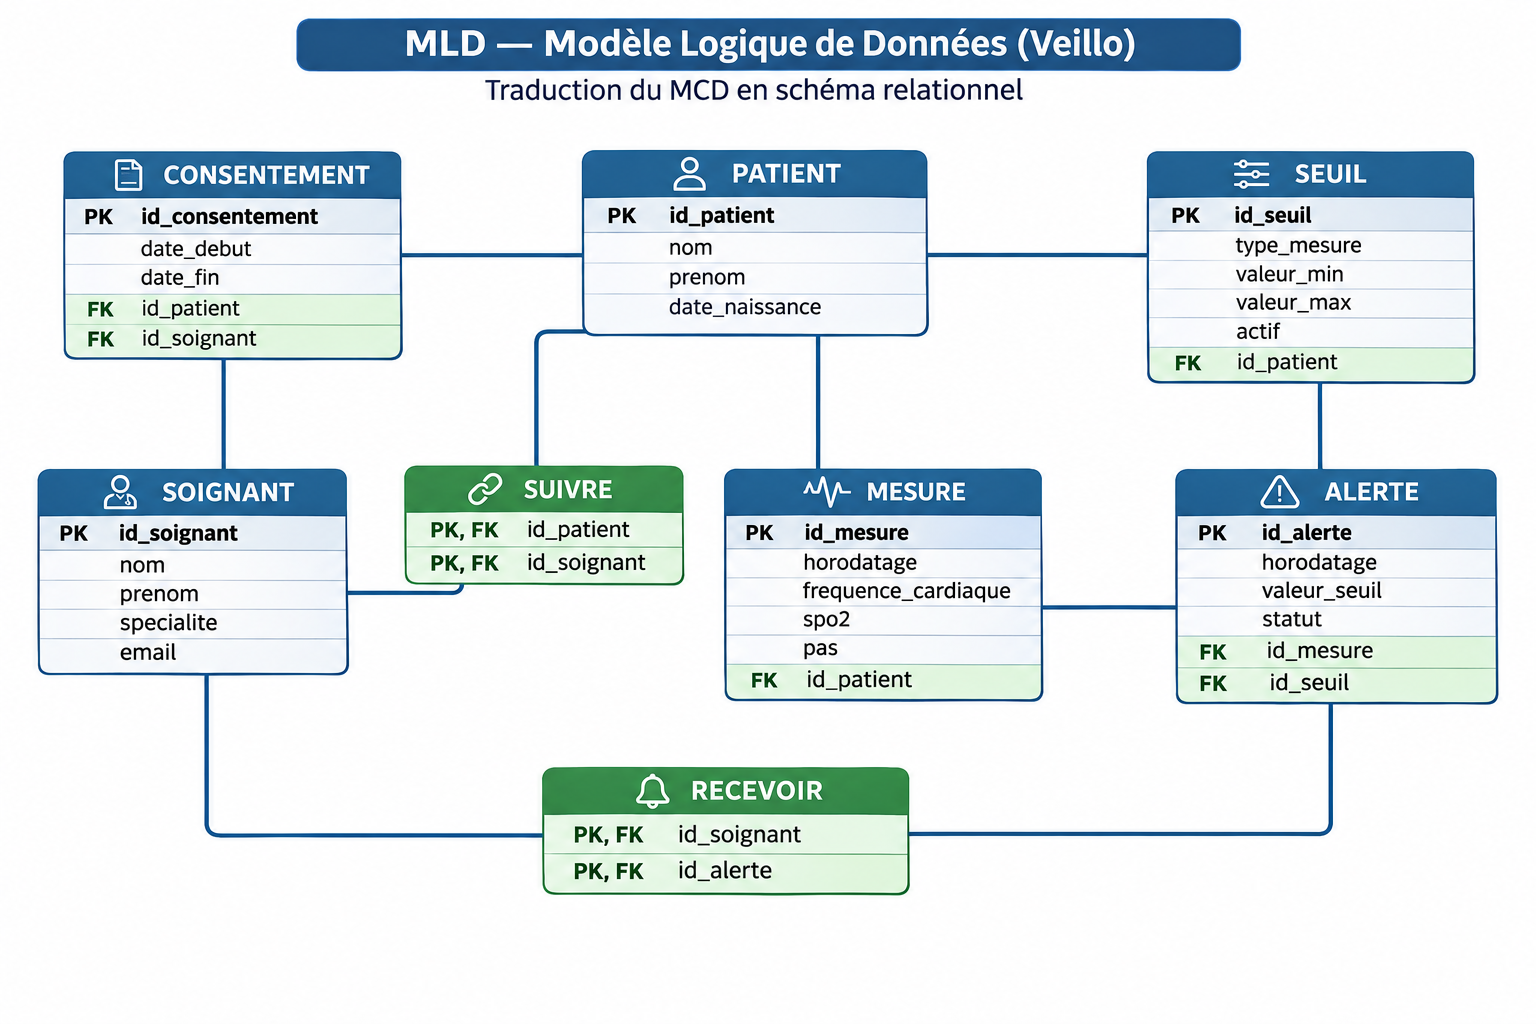 MLD — Modèle Logique de Données (Veillo)
Traduction du MCD en schéma relationnel
CONSENTEMENT
PK id_consentement
date_debut
date_fin
FK id_patient
FK id_soignant
PATIENT
PK id_patient
nom
prenom
date_naissance
SEUIL
PK id_seuil
type_mesure
valeur_min
valeur_max
actif
FK id_patient
SOIGNANT
PK id_soignant
nom
prenom
specialite
email
SUIVRE
PK, FK id_patient
PK, FK id_soignant
MESURE
PK id_mesure
horodatage
frequence_cardiaque
spo2
pas
FK id_patient
ALERTE
PK id_alerte
horodatage
valeur_seuil
statut
FK id_mesure
FK id_seuil
RECEVOIR
PK, FK id_soignant
PK, FK id_alerte